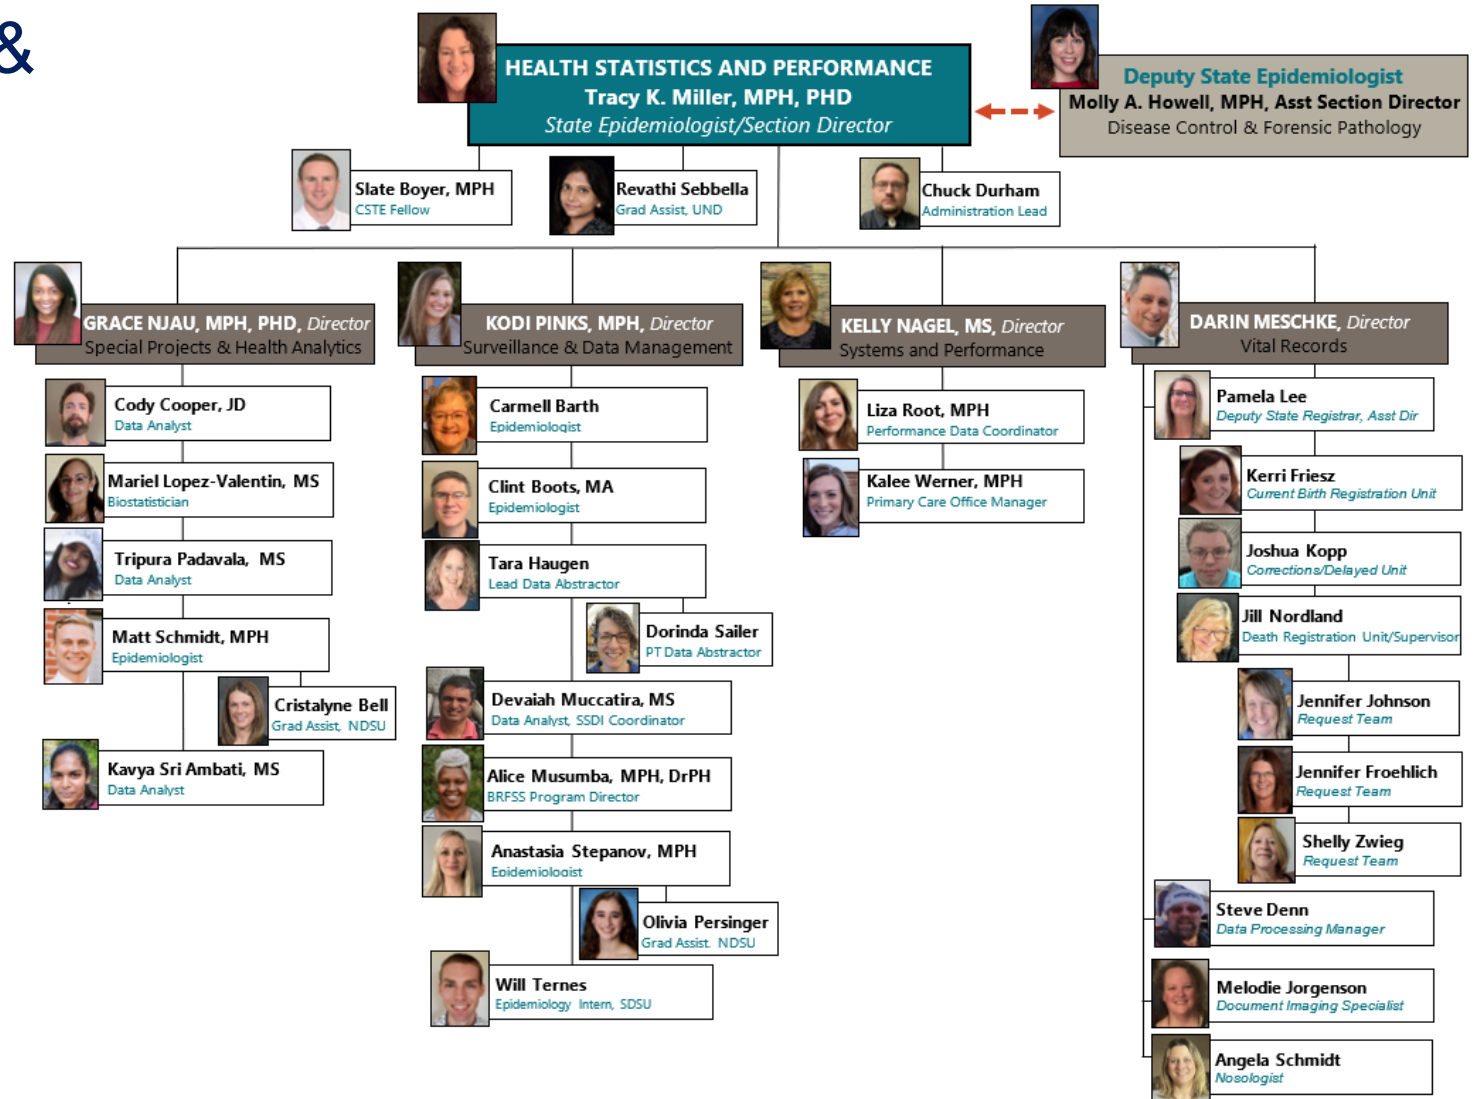 &
HEALTH STATISTICS AND PERFORMANCE
Tracy K. Miller, MPH, PHD
State Epidemiologist/Section Director
Deputy State Epidemiologist
Molly A. Howell, MPH, Asst Section Director
Disease Control & Forensic Pathology
Slate Boyer, MPH
CSTE Fellow
Revathi Sebbella
Grad Assist, UND
Chuck Durham
Administration Lead
GRACE NJAU, MPH, PHD, Director
Special Projects & Health Analytics
Cody Cooper, JD
Data Analyst
Mariel Lopez-Valentin, MS
Biostatistician
Tripura Padavala, MS
Data Analyst
Matt Schmidt, MPH
Epidemiologist
Cristalyne Bell
Grad Assist, NDSU
Kavya Sri Ambati, MS
Data Analyst
KODI PINKS, MPH, Director
Surveillance & Data Management
Carmell Barth
Epidemiologist
Clint Boots, MA
Epidemiologist
Tara Haugen
Lead Data Abstractor
Dorinda Sailer
PT Data Abstractor
Devaiah Muccatira, MS
Data Analyst, SSDI Coordinator
Alice Musumba, MPH, DrPH
BRFSS Program Director
Anastasia Stepanov, MPH
Epidemiologist
Olivia Persinger
Grad Assist. NDSU
Will Ternes
Epidemiology Intern, SDSU
KELLY NAGEL, MS, Director
Systems and Performance
Liza Root, MPH
Performance Data Coordinator
Kalee Werner, MPH
Primary Care Office Manager
DARIN MESCHKE, Director
Vital Records
Pamela Lee
Deputy State Registrar, Asst Dir
Kerri Friesz
Current Birth Registration Unit
Joshua Kopp
Corrections/Delayed Unit
Jill Nordland
Death Registration Unit/Supervisor
Jennifer Johnson
Request Team
Jennifer Froehlich
Request Team
Shelly Zwieg
Request Team
Steve Denn
Data Processing Manager
Melodie Jorgenson
Document Imaging Specialist
Angela Schmidt
Nosologist